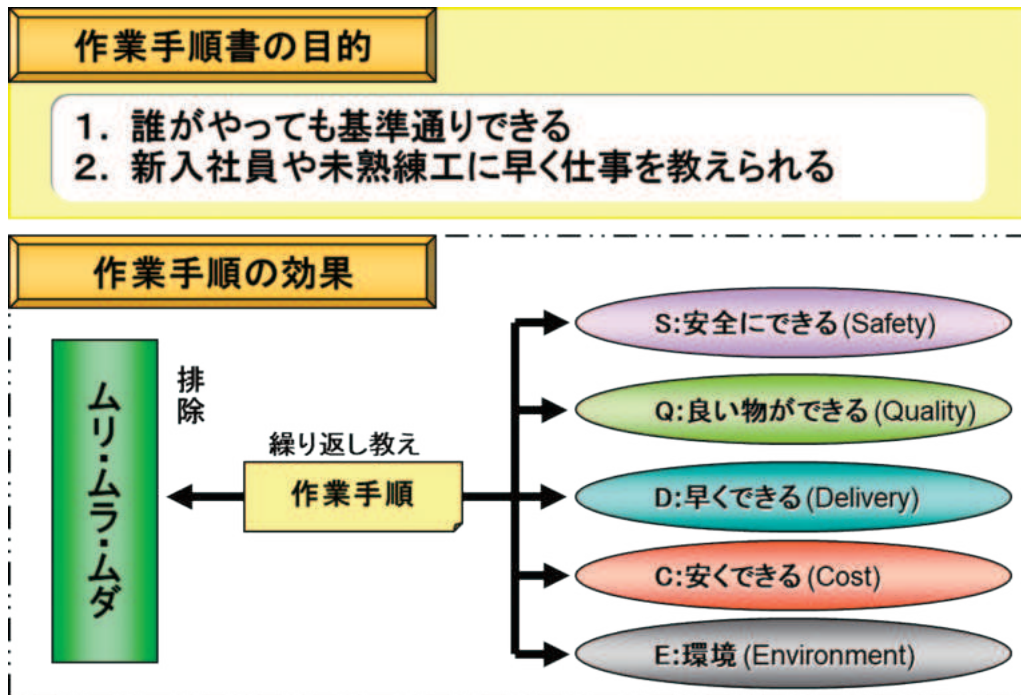 作業手順書の目的
1. 誰がやっても基準通りできる
2. 新入社員や未熟練工に早く仕事を教えられる
作業手順の効果
ムリ・ムラ・ムダ
排除
繰り返し教え
作業手順
S:安全にできる(Safety)
Q:良い物ができる(Quality)
D:早くできる(Delivery)
C:安くできる(Cost)
E:環境(Environment)